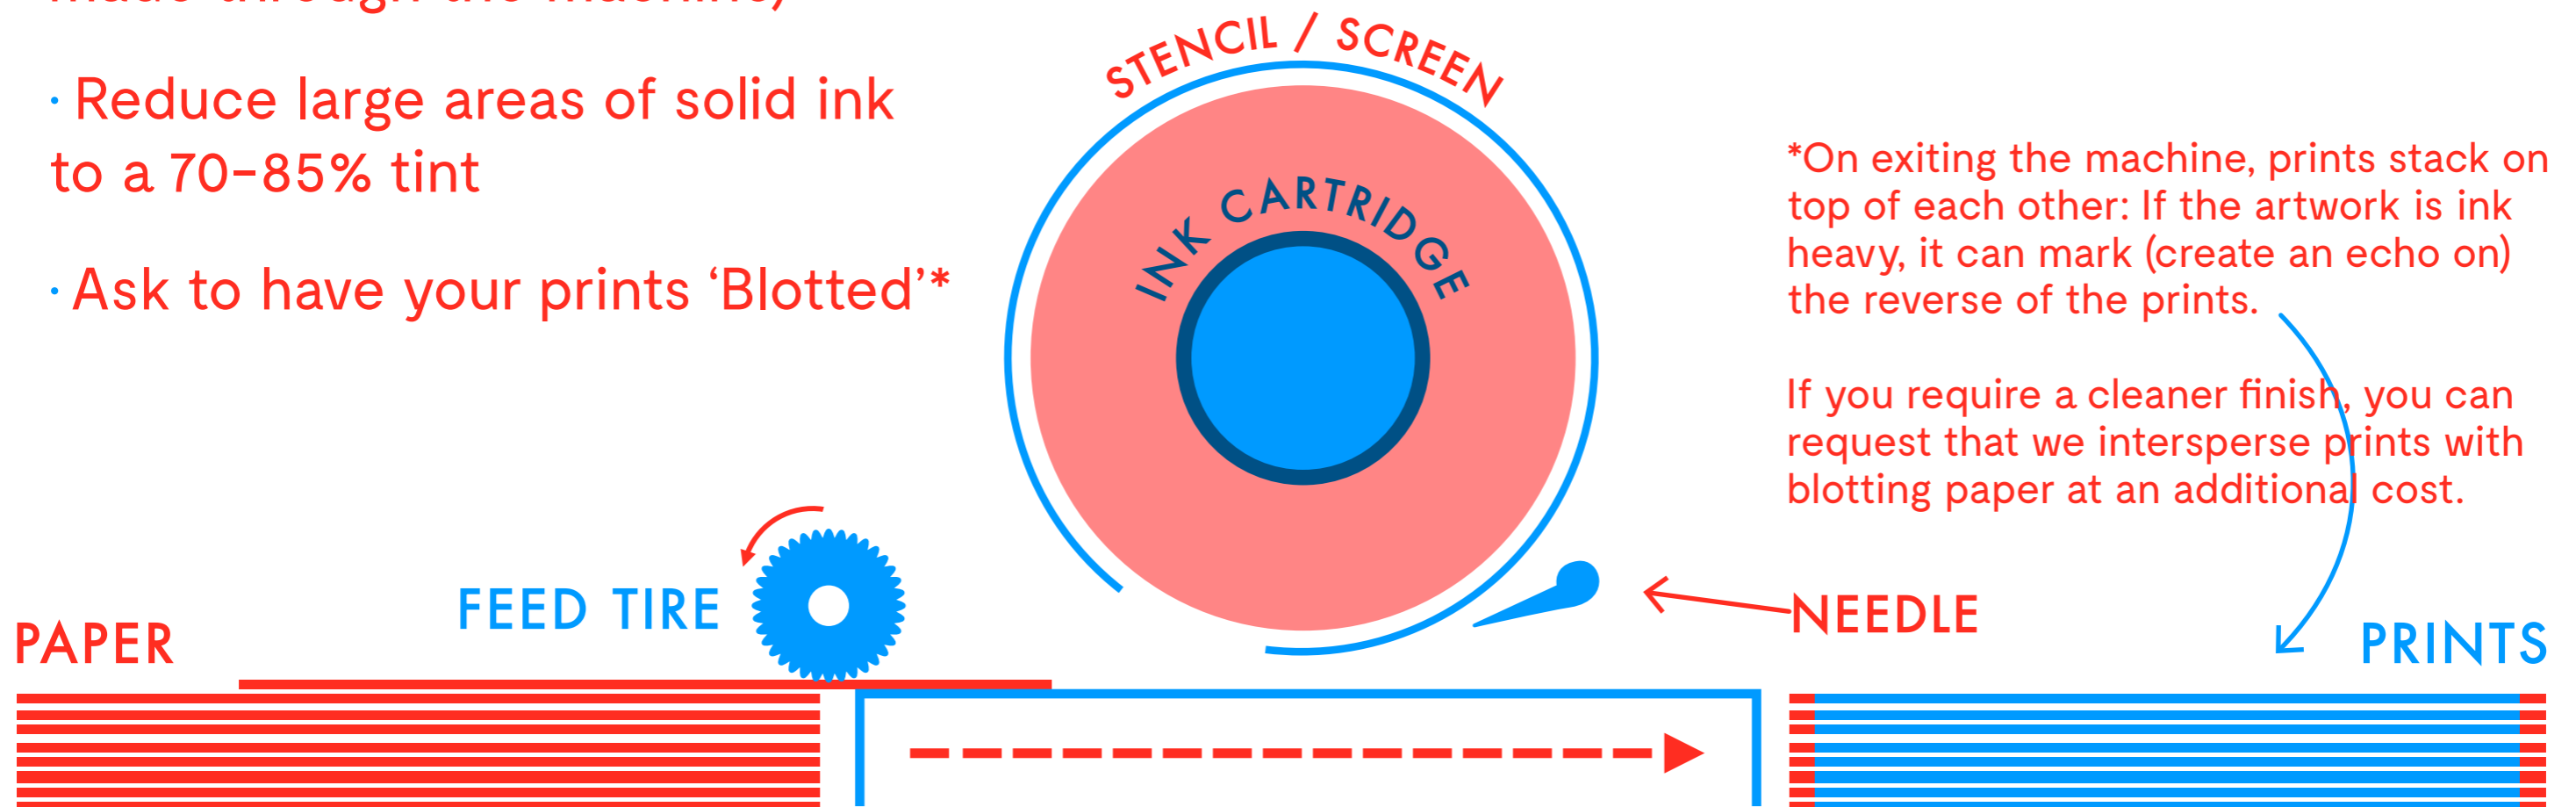 · Reduce large areas of solid ink
to a 70-85% tint
· Ask to have your prints ‘Blotted’*
STENCIL / SCREEN
INK CARTRIDGE
*On exiting the machine, prints stack on
top of each other: If the artwork is ink
heavy, it can mark (create an echo on)
the reverse of the prints.
If you require a cleaner finish, you can
request that we intersperse prints with
blotting paper at an additional cost.
FEED TIRE
NEEDLE
PAPER
PRINTS